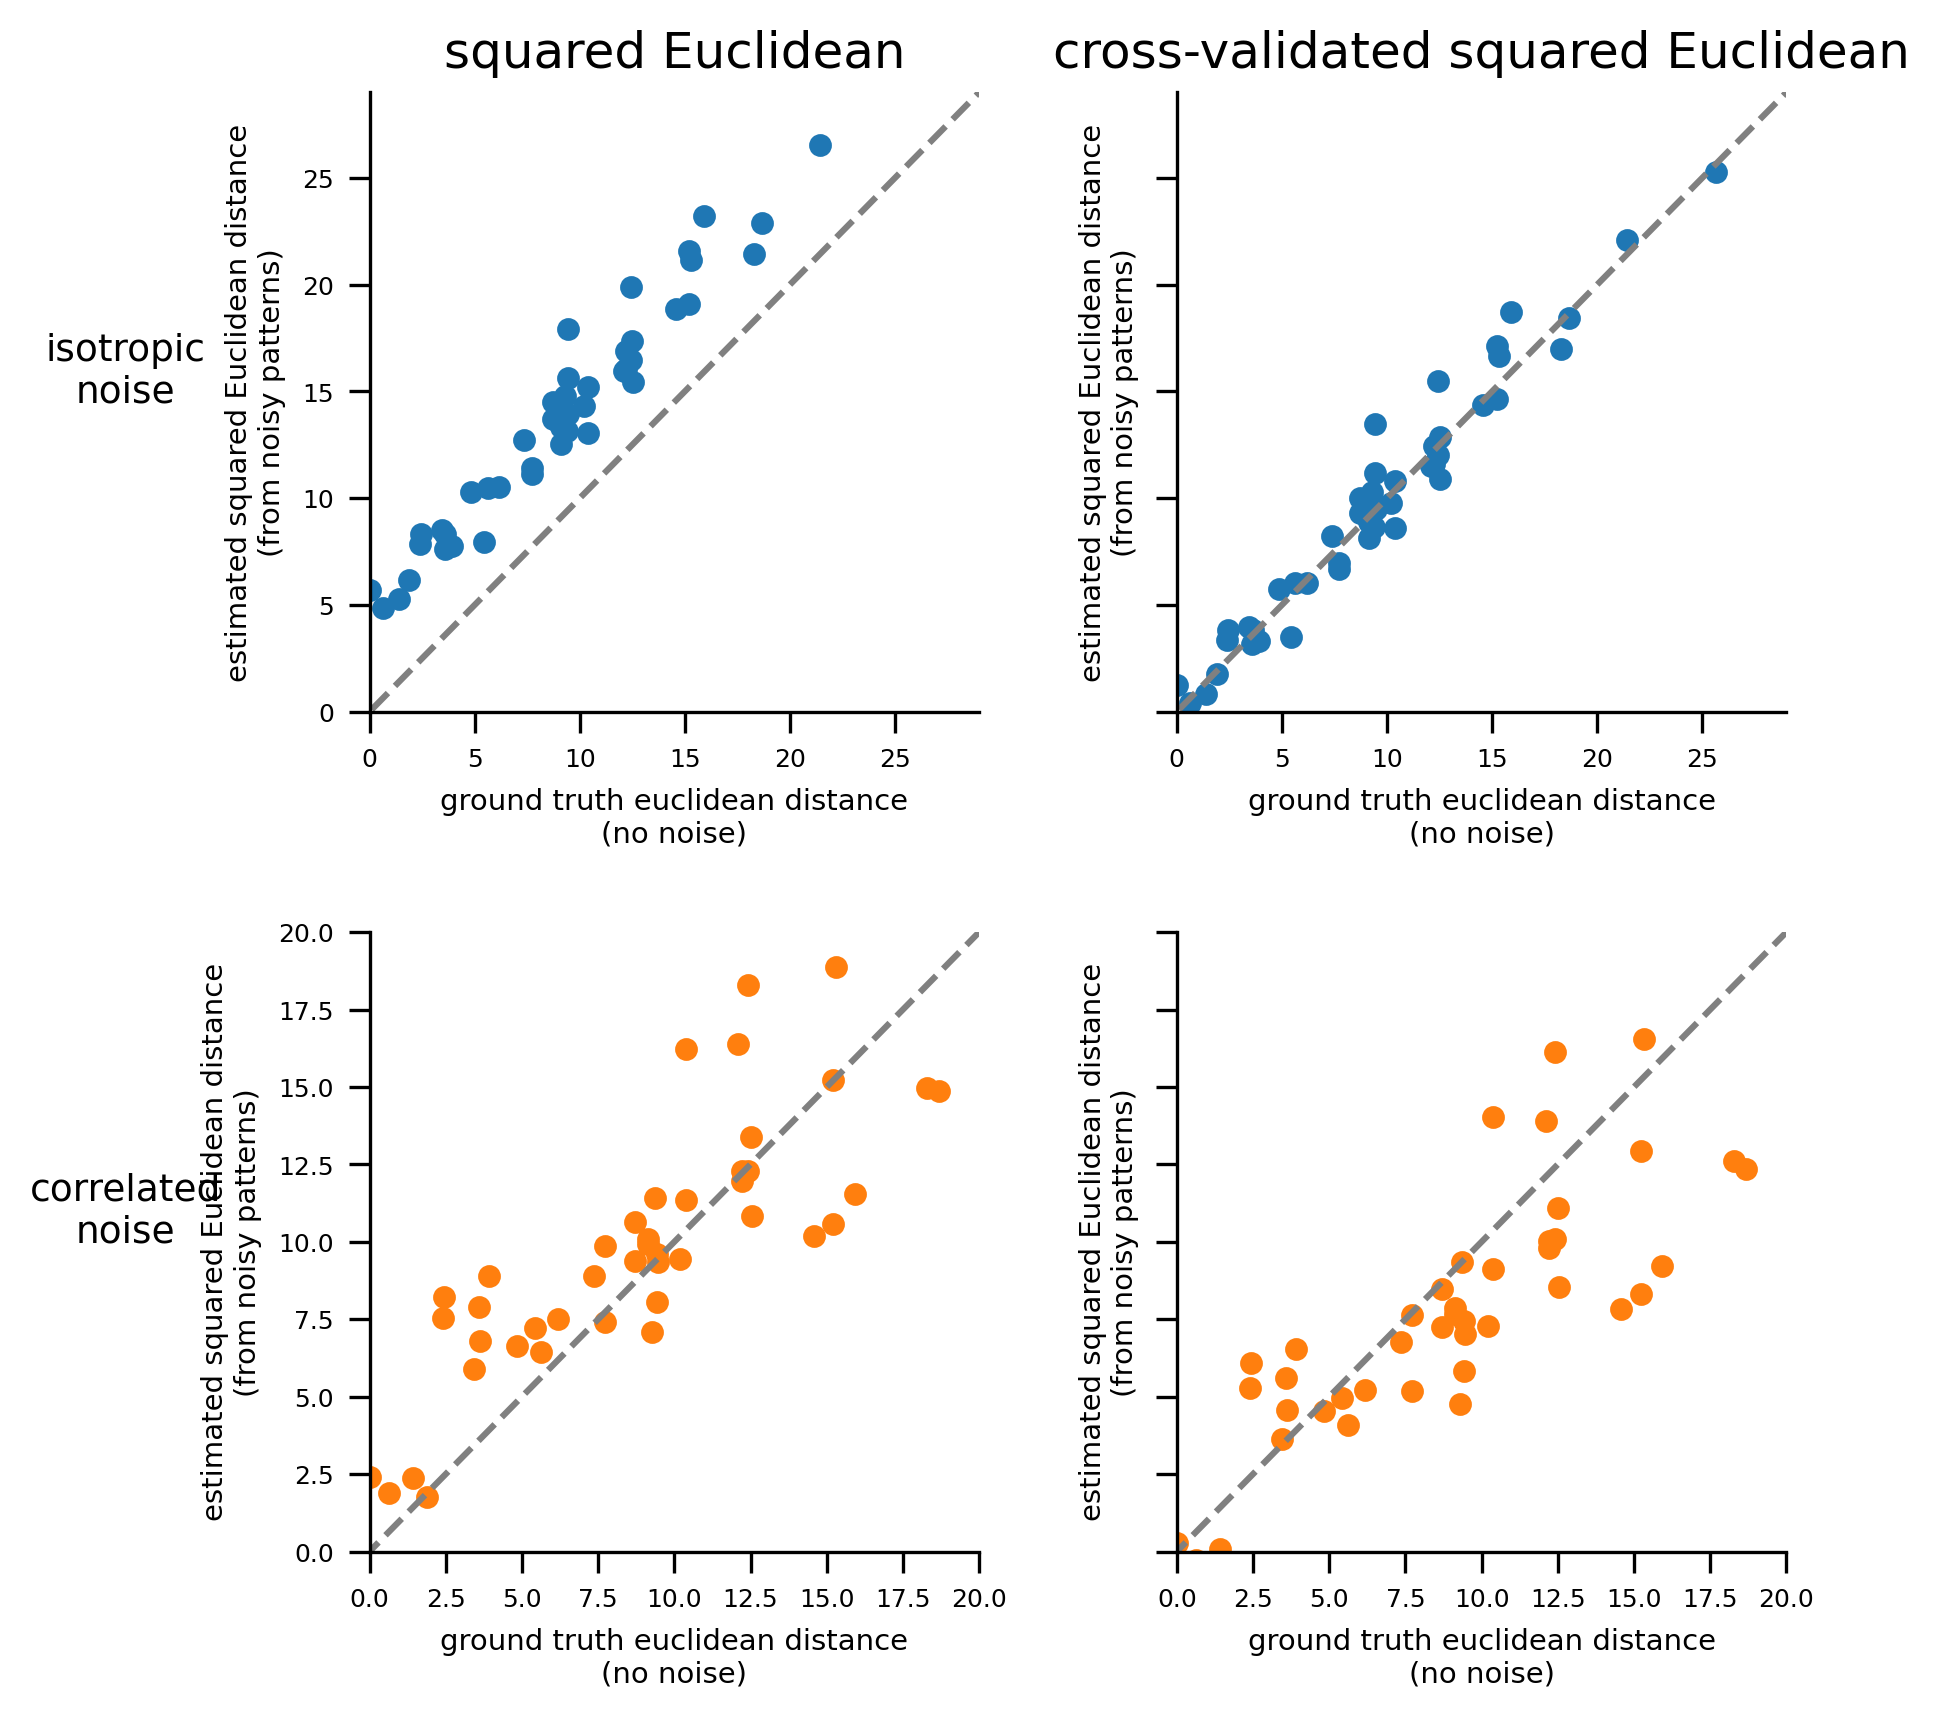 squared Euclidean
cross-validated squared Euclidean
isotropic
noise
estimated squared Euclidean distance
(from noisy patterns)
25
20
15
10
5
0
0 5 10 15 20 25
ground truth euclidean distance
(no noise)
estimated squared Euclidean distance
(from noisy patterns)
0 5 10 15 20 25
ground truth euclidean distance
(no noise)
correlated
noise
estimated squared Euclidean distance
(from noisy patterns)
20.0
17.5
15.0
12.5
10.0
7.5
5.0
2.5
0.0
0.0 2.5 5.0 7.5 10.0 12.5 15.0 17.5 20.0
ground truth euclidean distance
(no noise)
estimated squared Euclidean distance
(from noisy patterns)
0.0 2.5 5.0 7.5 10.0 12.5 15.0 17.5 20.0
ground truth euclidean distance
(no noise)